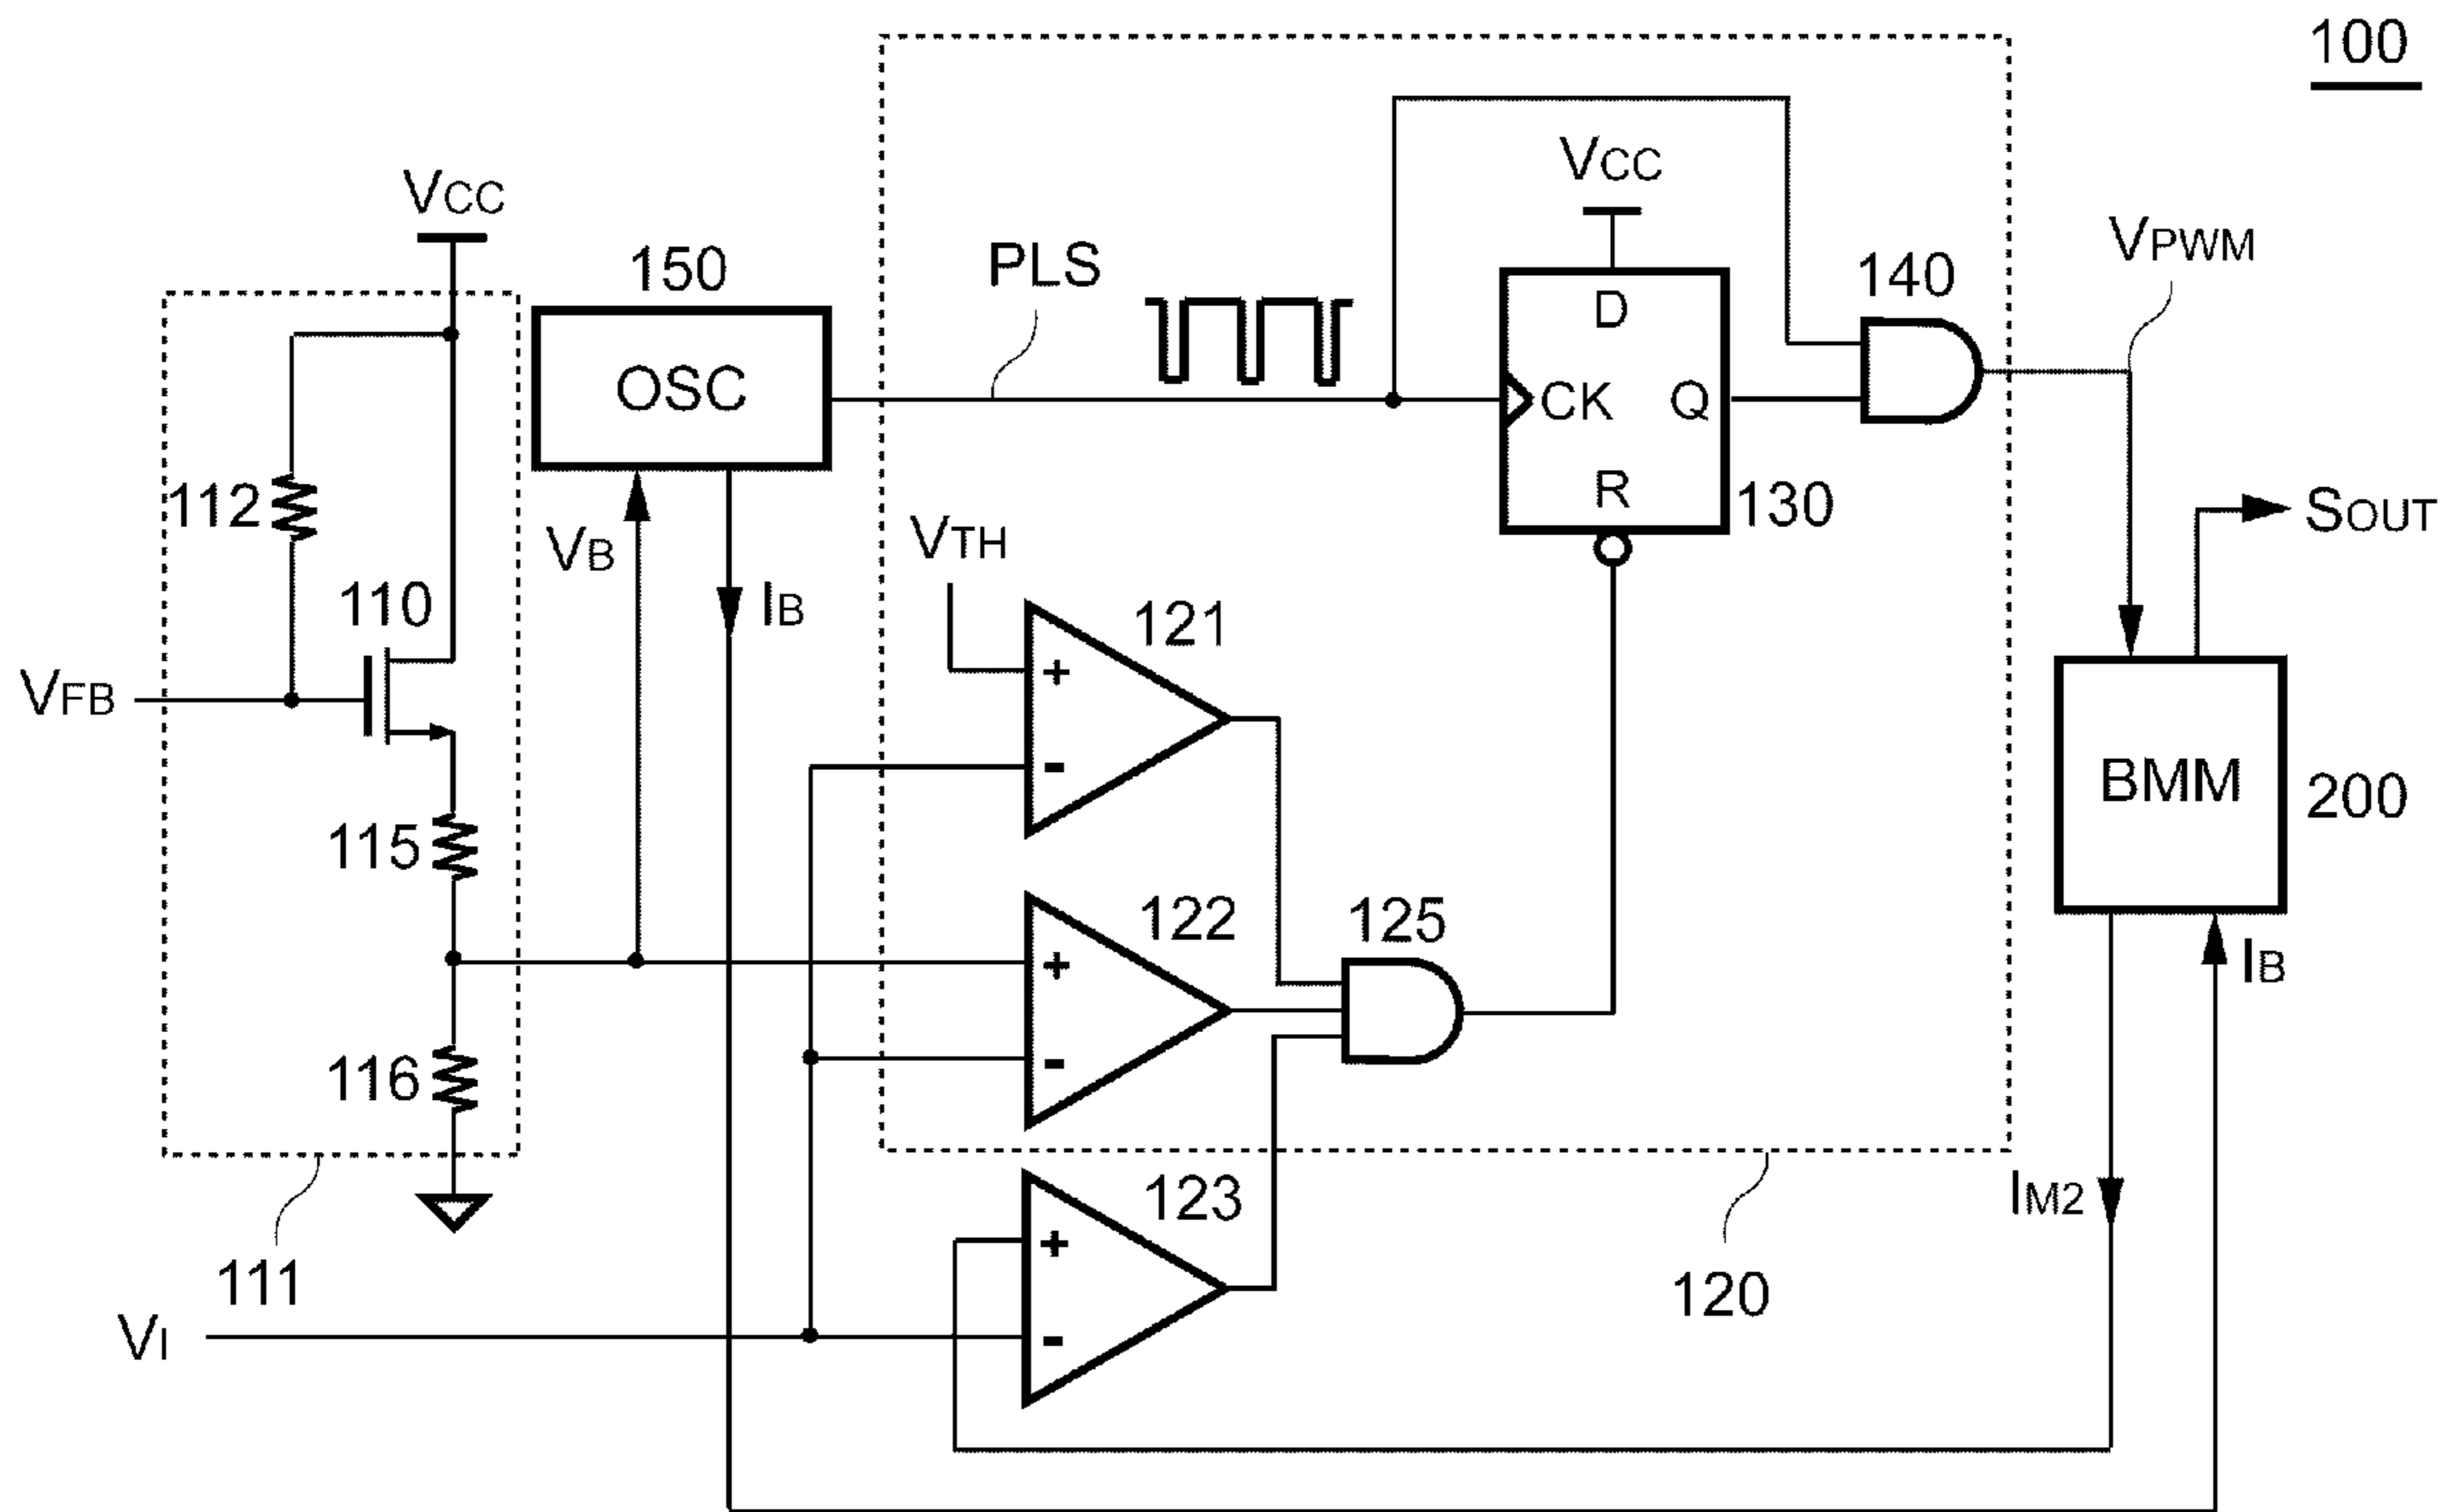 100
VCC
VCC
150
PLS
140
VPWM
OSC
D
CK
Q
R
130
112
VB
IB
VTH
SOUT
110
121
+
-
VFB
BMM
200
115
122
+
-
125
IB
116
123
+
-
IM2
111
120
VI